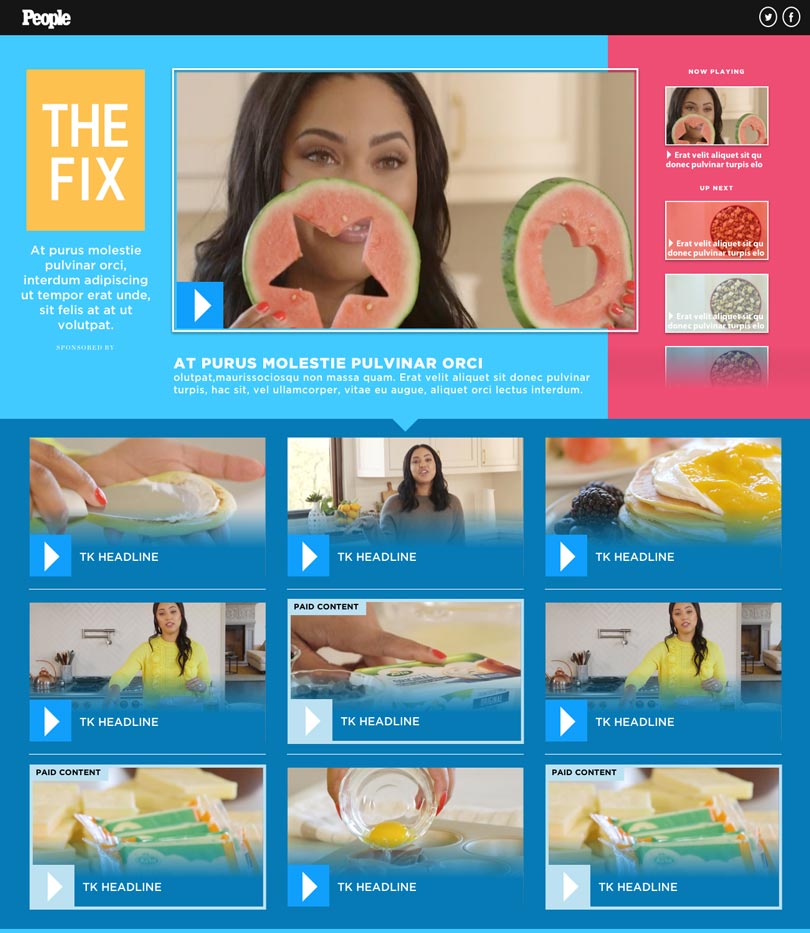 People
THE
FIX
At purus molestie
pulvinar orci,
interdum adipiscing
ut tempor erat unde,
sit felis at at ut
volutpat.
SPONSORED BY
AT PURUS MOLESTIE PULVINAR ORCI
olutpat,maurissociosqu non massa quam. Erat velit aliquet sit donec pulvinar
turpis, hac sit, vel ullamcorper, vitae eu augue, aliquet orci lectus interdum.
NOW PLAYING
Erat velit aliquet sit qu
donec pulvinar turpis elo
UP NEXT
Erat velit aliquet sit qu
donec pulvinar turpis elo
Erat velit aliquet sit qu
donec pulvinar turpis elo
TK HEADLINE
TK HEADLINE
TK HEADLINE
TK HEADLINE
PAID CONTENT
TK HEADLINE
TK HEADLINE
PAID CONTENT
TK HEADLINE
TK HEADLINE
PAID CONTENT
TK HEADLINE